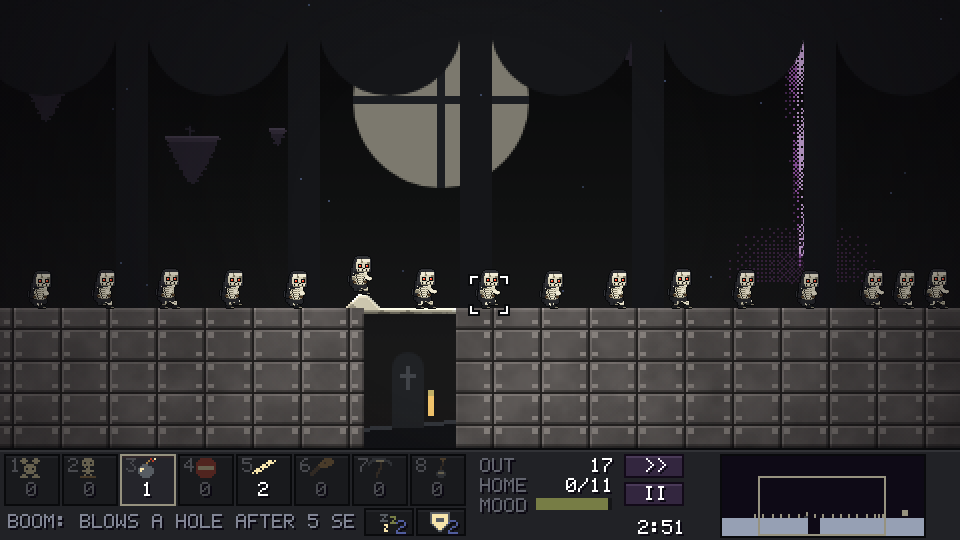 1 2 3 4 5 6 7 8
0 0 1 0 2 0 0 0
OUT 17
HOME 0/11
MOOD
>>
II
2:51
BOOM: BLOWS A HOLE AFTER 5 SE
zzz 2
2